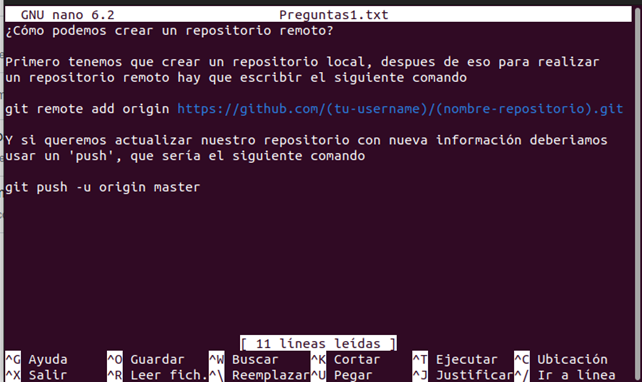 GNU nano 6.2 Preguntas1.txt
¿Cómo podemos crear un repositorio remoto?
Primero tenemos que crear un repositorio local, despues de eso para realizar
un repositorio remoto hay que escribir el siguiente comando
git remote add origin https://github.com/(tu-username)/(nombre-repositorio).git
Y si queremos actualizar nuestro repositorio con nueva información deberiamos
usar un 'push', que sería el siguiente comando
git push -u origin master
[ 11 líneas leídas ]
^G Ayuda ^O Guardar ^W Buscar ^K Cortar ^T Ejecutar ^C Ubicación
^X Salir ^R Leer fich. ^\ Reemplazar ^U Pegar ^J Justificar ^/ Ir a línea